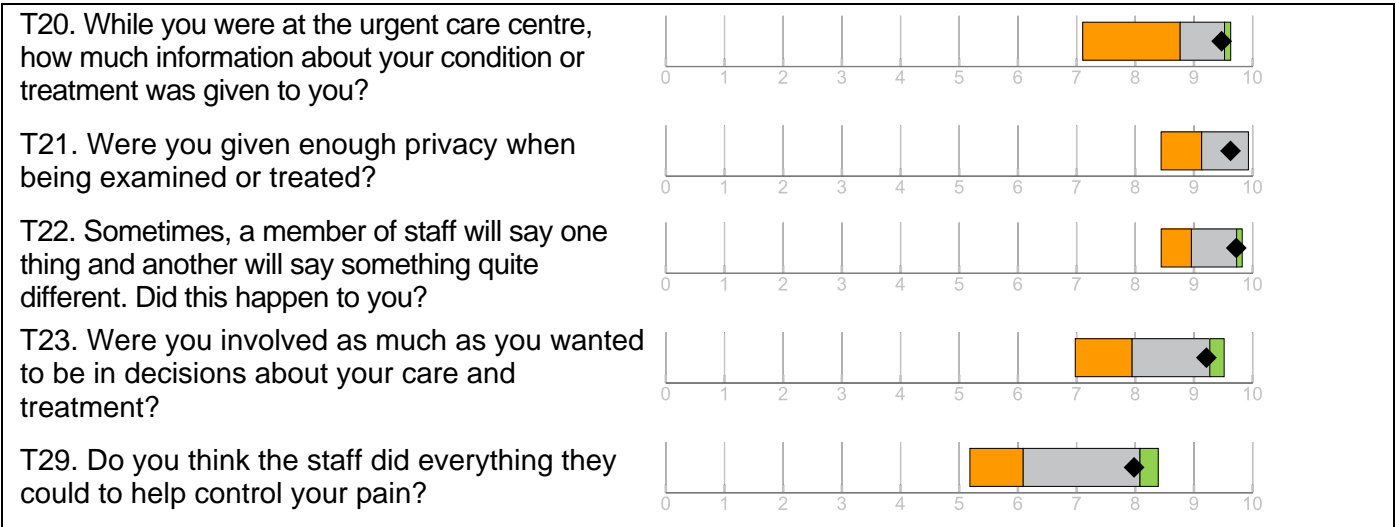 T20. While you were at the urgent care centre,
how much information about your condition or
treatment was given to you?
0 1 2 3 4 5 6 7 8 9 10
T21. Were you given enough privacy when
being examined or treated?
0 1 2 3 4 5 6 7 8 9 10
T22. Sometimes, a member of staff will say one
thing and another will say something quite
different. Did this happen to you?
0 1 2 3 4 5 6 7 8 9 10
T23. Were you involved as much as you wanted
to be in decisions about your care and
treatment?
0 1 2 3 4 5 6 7 8 9 10
T29. Do you think the staff did everything they
could to help control your pain?
0 1 2 3 4 5 6 7 8 9 10